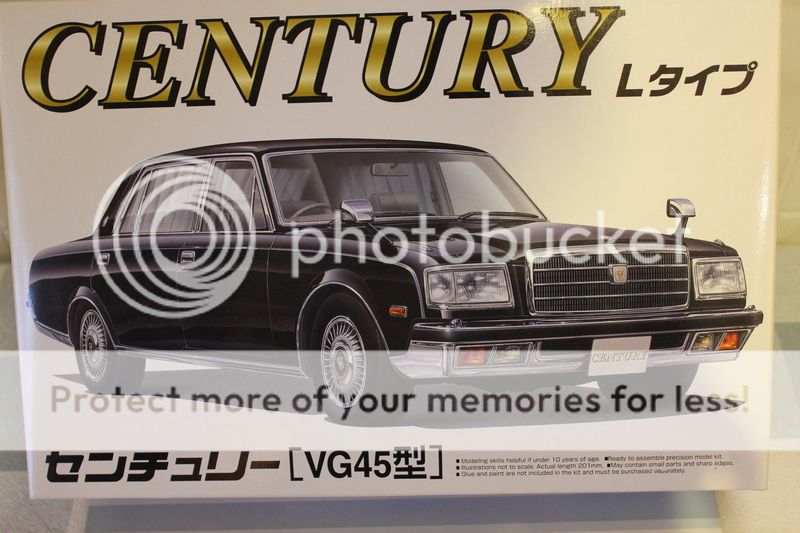 CENTURY Lタイプ
photobucket
CENTURY
Protect more of your memories for less!
センチュリー[VG45型]
■Modeling skills helpful if under 10 years of age. ■Ready to assemble precision model kit.
■Illustrations not to scale. Actual length 201mm. ■May contain small parts and sharp edges.
■Glue and paint are not included in the kit and must be purchased separately.